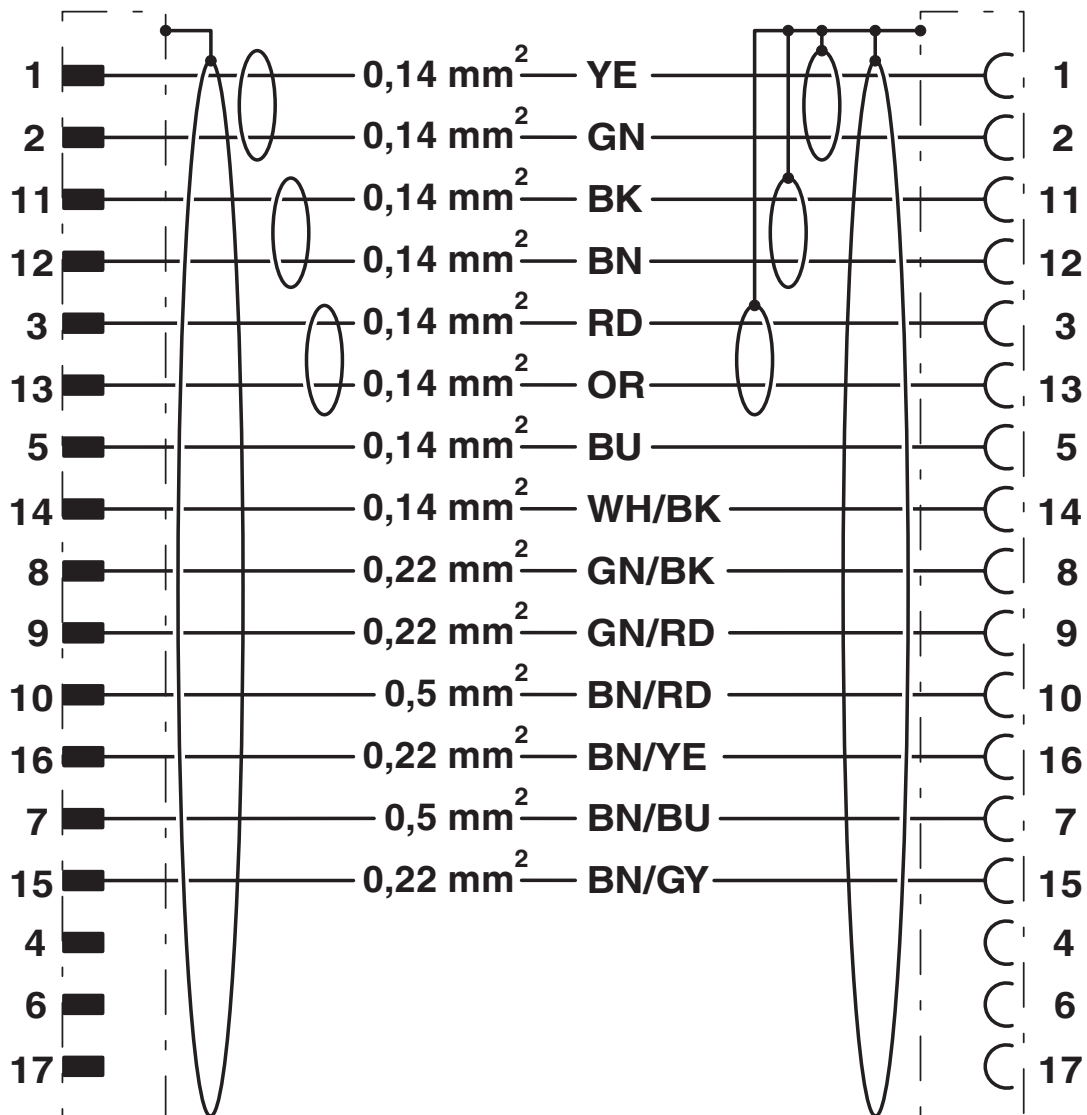 1 0,14 mm² YE 1
2 0,14 mm² GN 2
11 0,14 mm² BK 11
12 0,14 mm² BN 12
3 0,14 mm² RD 3
13 0,14 mm² OR 13
5 0,14 mm² BU 5
14 0,14 mm² WH/BK 14
8 0,22 mm² GN/BK 8
9 0,22 mm² GN/RD 9
10 0,5 mm² BN/RD 10
16 0,22 mm² BN/YE 16
7 0,5 mm² BN/BU 7
15 0,22 mm² BN/GY 15
4 4
6 6
17 17